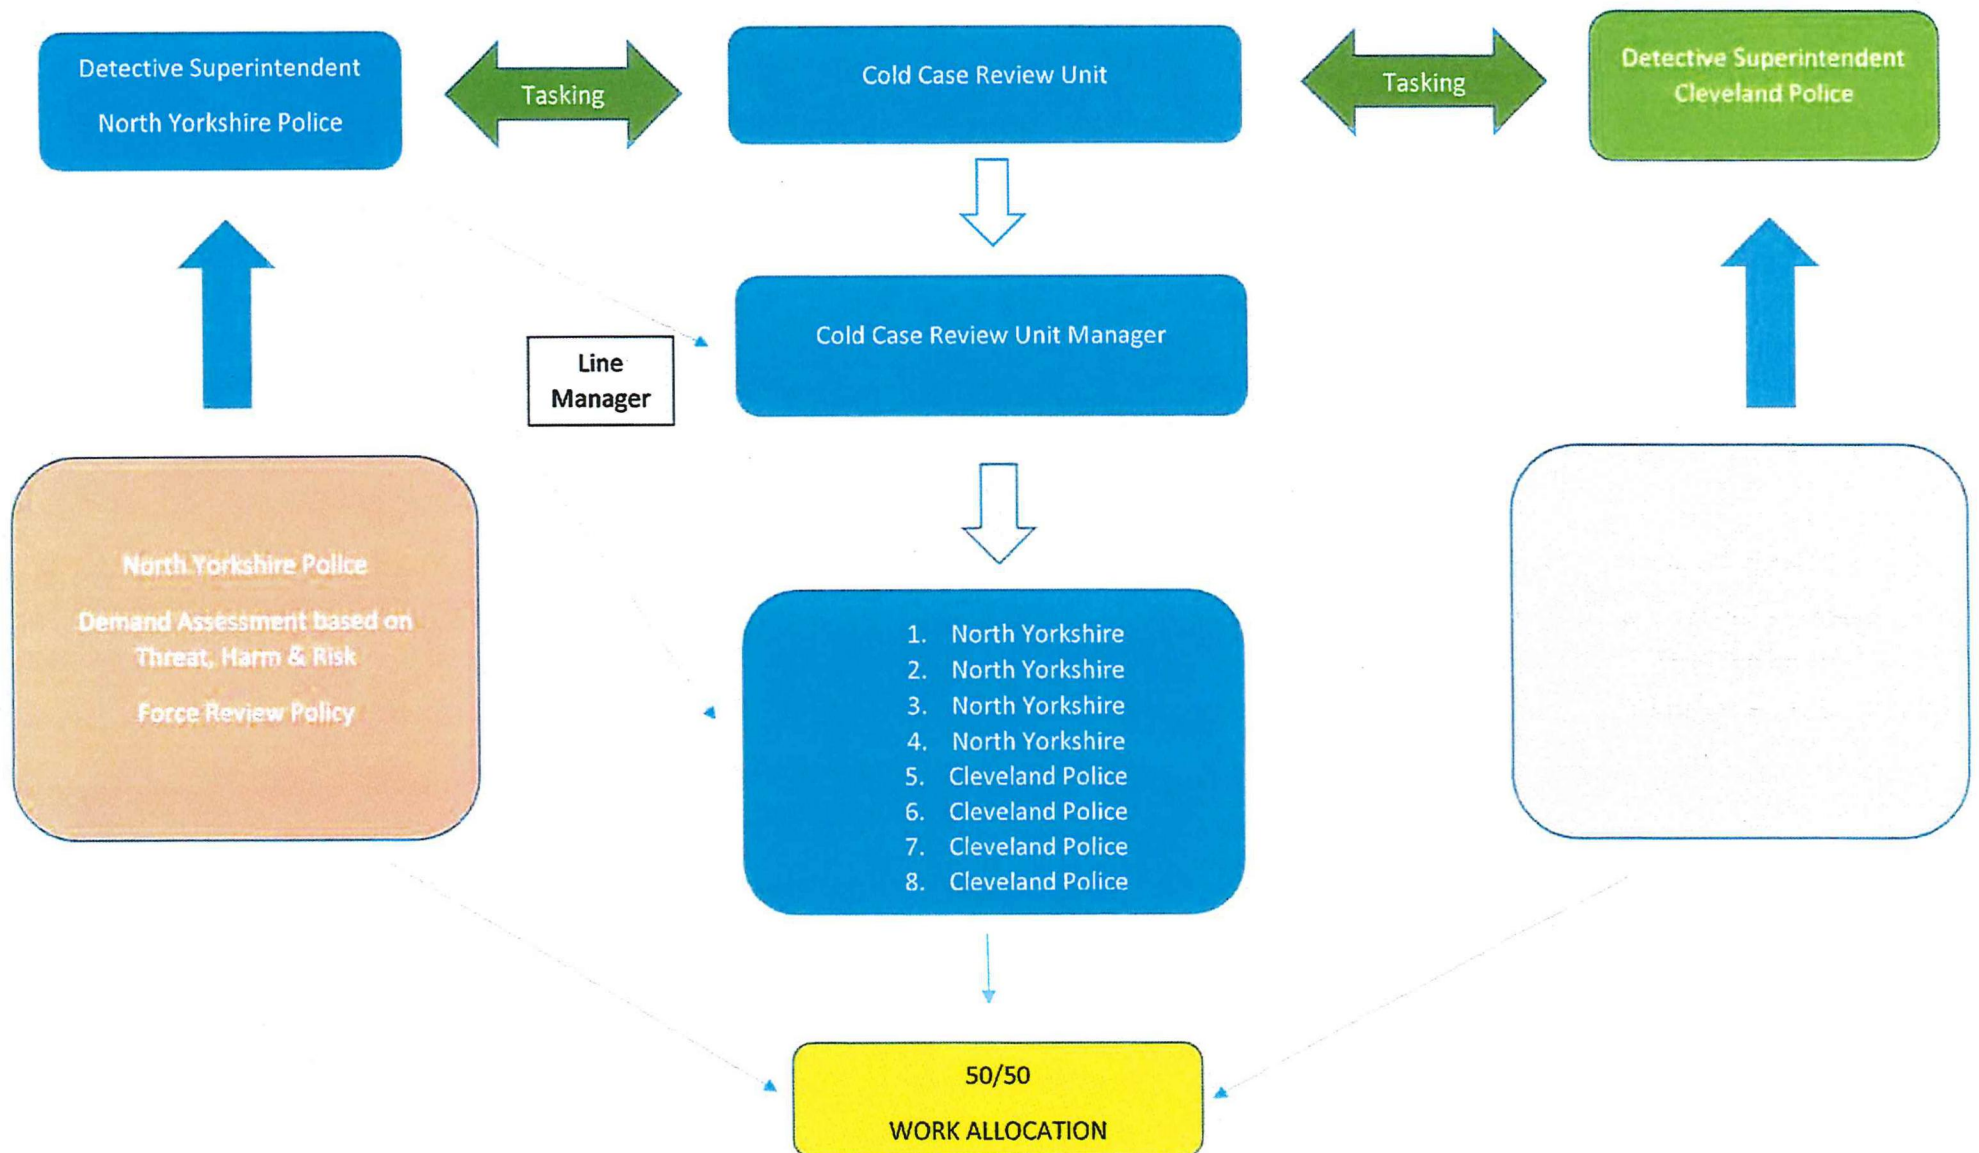 Detective Superintendent
North Yorkshire Police
Tasking
Cold Case Review Unit
Tasking
Detective Superintendent
Cleveland Police
Cold Case Review Unit Manager
Line
Manager
North Yorkshire Police
Demand Assessment based on
Threat, Harm & Risk
Force Review Policy
1. North Yorkshire
2. North Yorkshire
3. North Yorkshire
4. North Yorkshire
5. Cleveland Police
6. Cleveland Police
7. Cleveland Police
8. Cleveland Police
50/50
WORK ALLOCATION